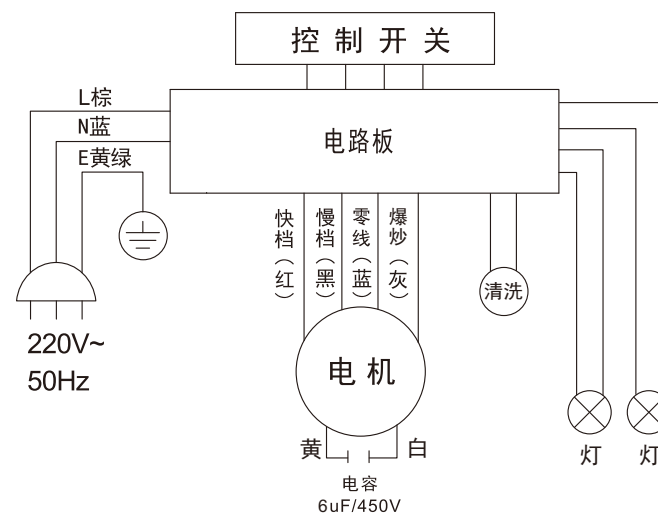 控制开关
L棕
N蓝
E黄绿
电路板
快档(红)
慢档(黑)
零线(蓝)
爆炒(灰)
清洗
220V~
50Hz
电机
黄
白
电容
6uF/450V
灯
灯